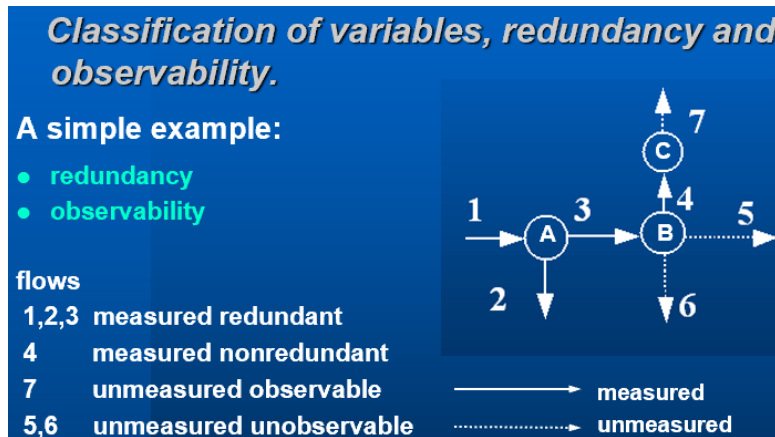 Classification of variables, redundancy and
observability.
A simple example:
• redundancy
• observability
flows
1,2,3 measured redundant
4 measured nonredundant
7 unmeasured observable
5,6 unmeasured unobservable
7
C
4
1
3
5
A
B
2
6
measured
unmeasured